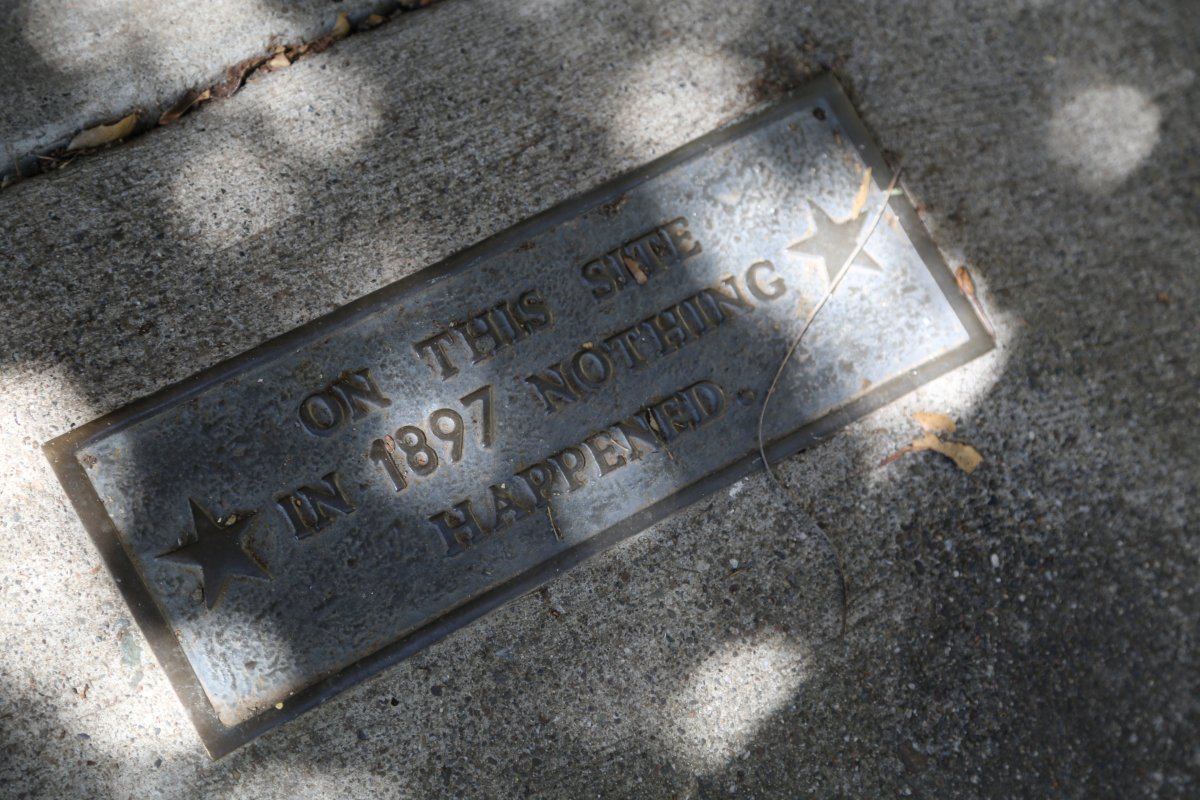 ON THIS SITE
IN 1897 NOTHING
HAPPENED.